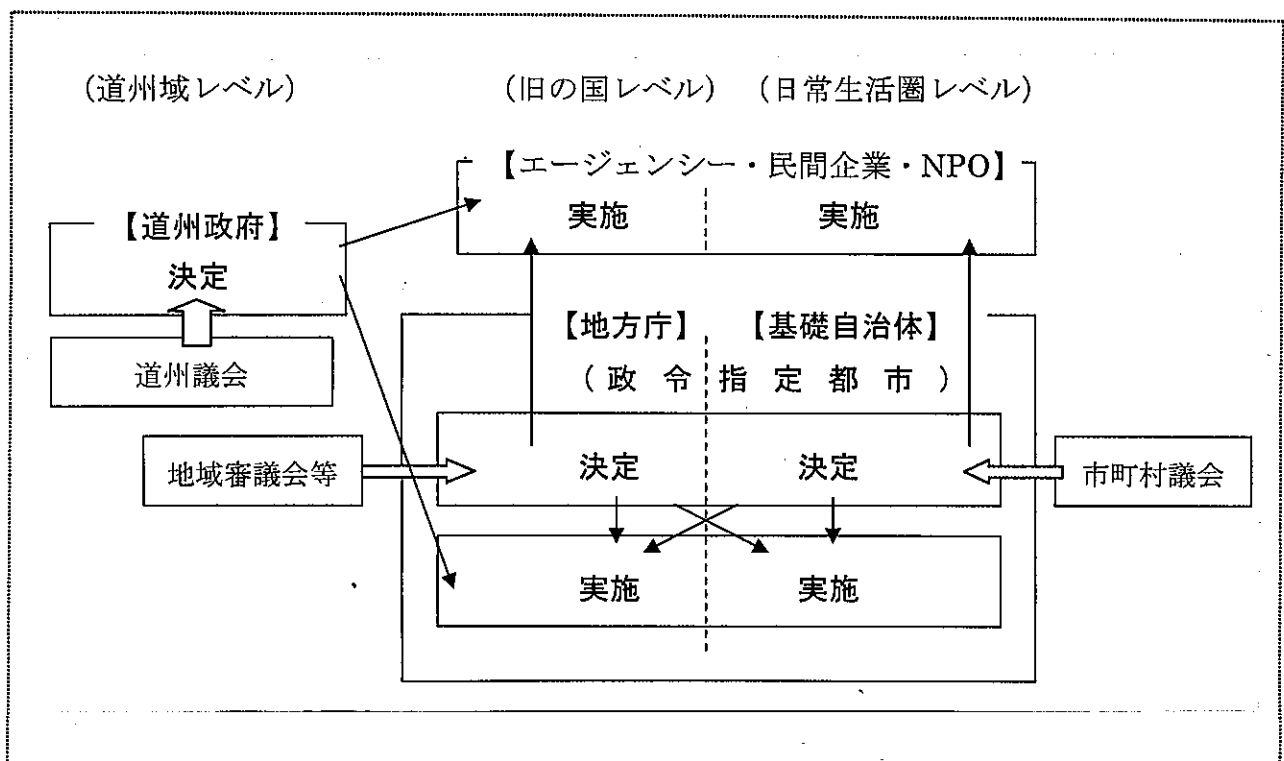 （道州域レベル） （旧の国レベル） （日常生活圏レベル）
【エージェンシー・民間企業・NPO】
実施 実施
【道州政府】
決定
道州議会
【地方庁】 【基礎自治体】
（政令指定都市）
地域審議会等 決定 決定 市町村議会
実施 実施